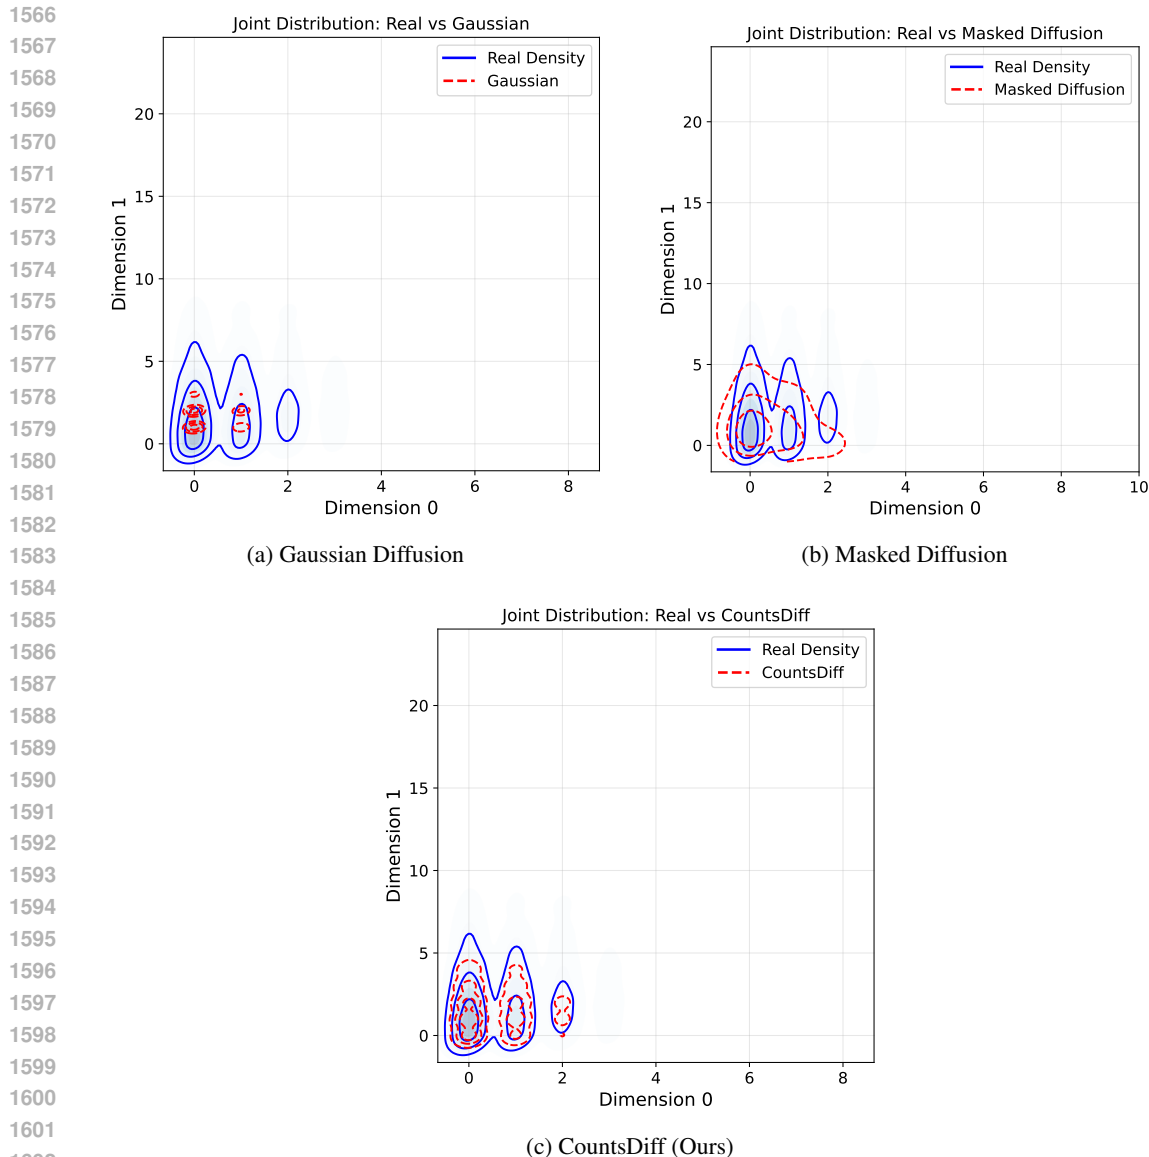 1566
1567
1568
1569
1570
1571
1572
1573
1574
1575
1576
1577
1578
1579
1580
1581
1582
1583
1584
1585
1586
1587
1588
1589
1590
1591
1592
1593
1594
1595
1596
1597
1598
1599
1600
1601
Joint Distribution: Real vs Gaussian
Real Density
Gaussian
20
15
10
5
0
Dimension 1
0 2 4 6 8
Dimension 0
(a) Gaussian Diffusion
Joint Distribution: Real vs Masked Diffusion
Real Density
Masked Diffusion
20
15
10
5
0
Dimension 1
0 2 4 6 8 10
Dimension 0
(b) Masked Diffusion
Joint Distribution: Real vs CountsDiff
Real Density
CountsDiff
20
15
10
5
0
Dimension 1
0 2 4 6 8
Dimension 0
(c) CountsDiff (Ours)